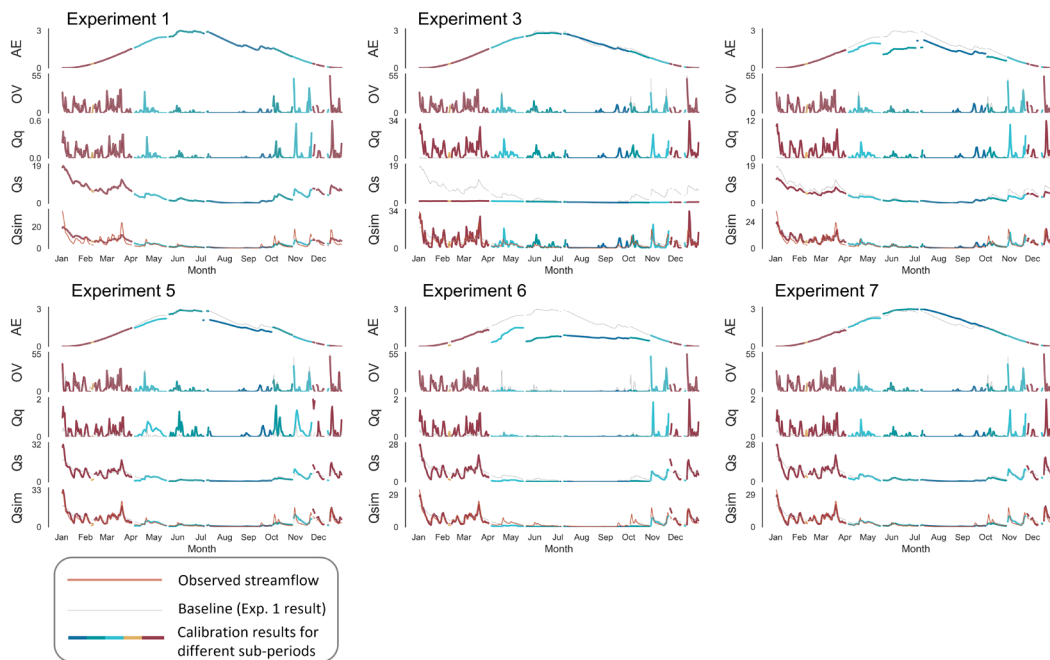 Experiment 1
AE
3
0
OV
55
0
Qq
0.6
0.0
Qs
19
0
Qsim
20
0
Jan Feb Mar Apr May Jun Jul Aug Sep Oct Nov Dec
Month
Experiment 3
AE
3
0
OV
55
0
Qq
34
0
Qs
19
0
Qsim
34
0
Jan Feb Mar Apr May Jun Jul Aug Sep Oct Nov Dec
Month
AE
3
0
OV
55
0
Qq
12
0
Qs
19
0
Qsim
24
0
Jan Feb Mar Apr May Jun Jul Aug Sep Oct Nov Dec
Month
Experiment 5
AE
3
0
OV
55
0
Qq
2
0
Qs
32
0
Qsim
33
0
Jan Feb Mar Apr May Jun Jul Aug Sep Oct Nov Dec
Month
Experiment 6
AE
3
0
OV
55
0
Qq
2
0
Qs
28
0
Qsim
29
0
Jan Feb Mar Apr May Jun Jul Aug Sep Oct Nov Dec
Month
Experiment 7
AE
3
0
OV
55
0
Qq
2
0
Qs
28
0
Qsim
29
0
Jan Feb Mar Apr May Jun Jul Aug Sep Oct Nov Dec
Month
Observed streamflow
Baseline (Exp. 1 result)
Calibration results for
different sub-periods